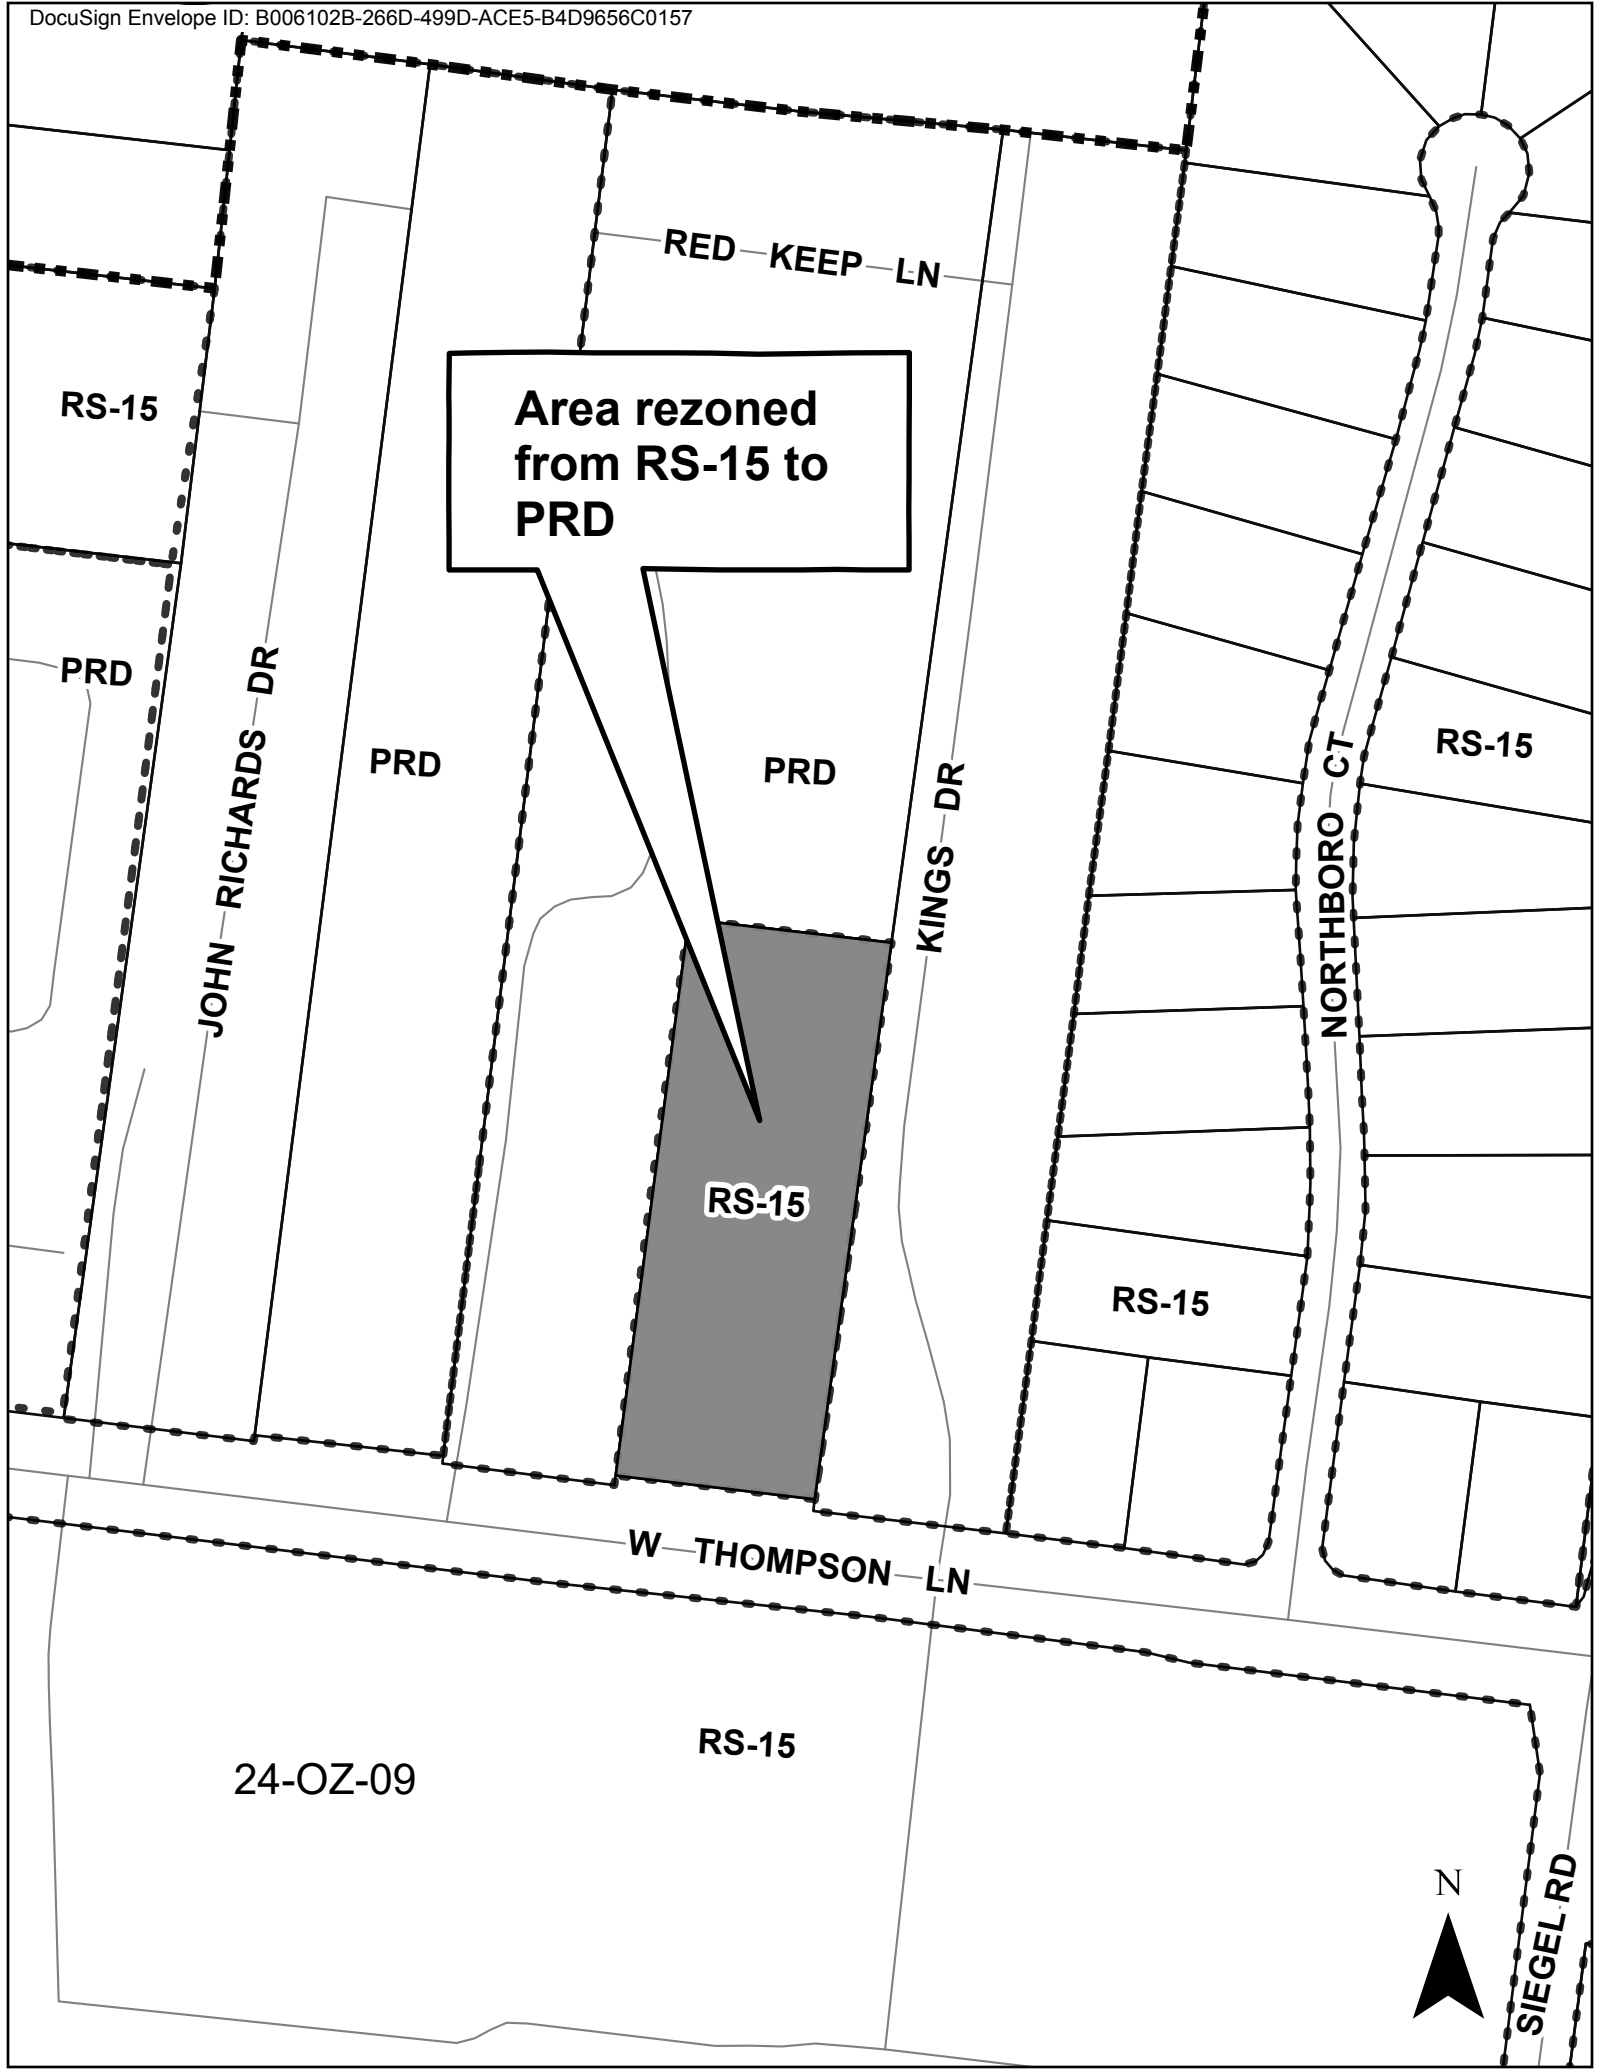 DocuSign Envelope ID: B006102B-266D-499D-ACE5-B4D9656C0157
RED KEEP LN
Area rezoned
from RS-15 to
PRD
RS-15
PRD
JOHN RICHARDS DR
PRD
PRD
KINGS DR
NORTHBORO CT
RS-15
RS-15
RS-15
W THOMPSON LN
RS-15
24-OZ-09
N
SIEGEL RD